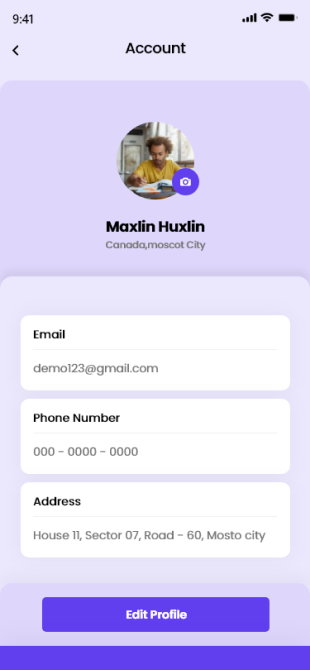 9:41
Account
Maxlin Huxlin
Canada,moscot City
Email
demo123@gmail.com
Phone Number
000 - 0000 - 0000
Address
House 11, Sector 07, Road - 60, Mosto city
Edit Profile